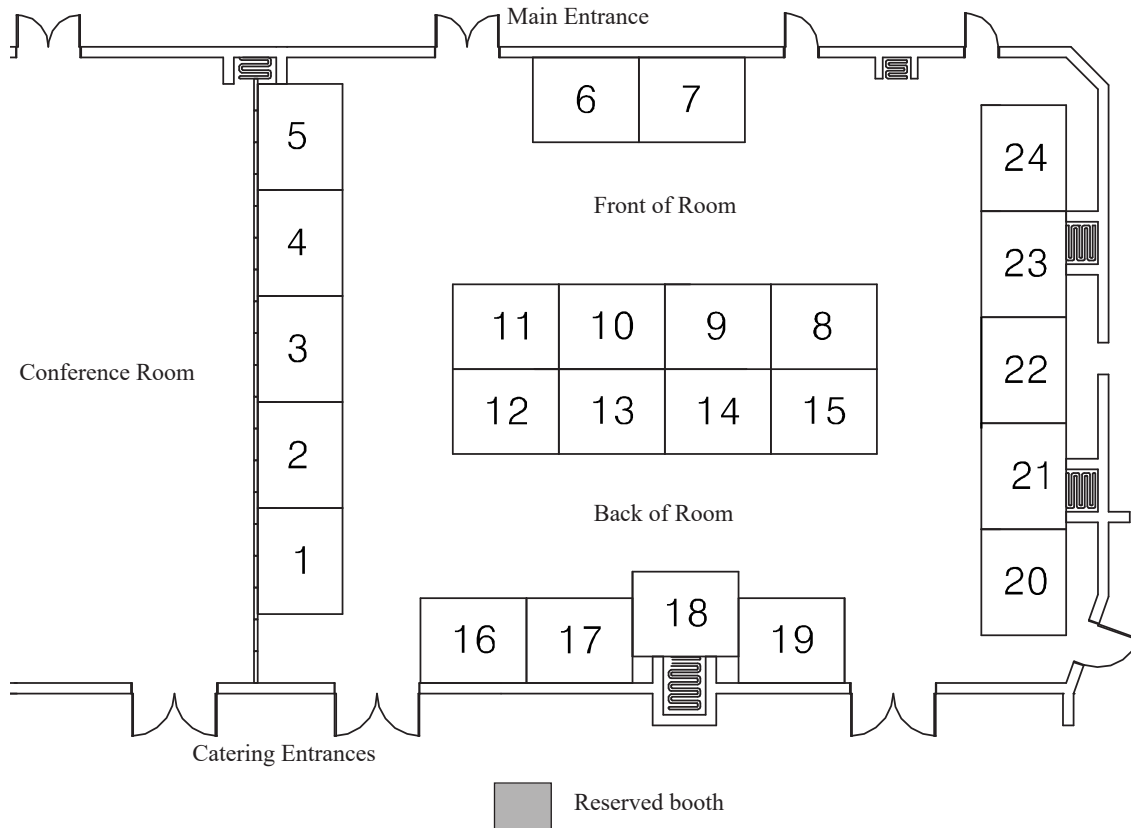 Main Entrance
6 7
5
24
Front of Room
4
23
11 10 9 8
3
Conference Room
22
12 13 14 15
2
21
Back of Room
1
20
16 17 18 19
Catering Entrances
Reserved booth